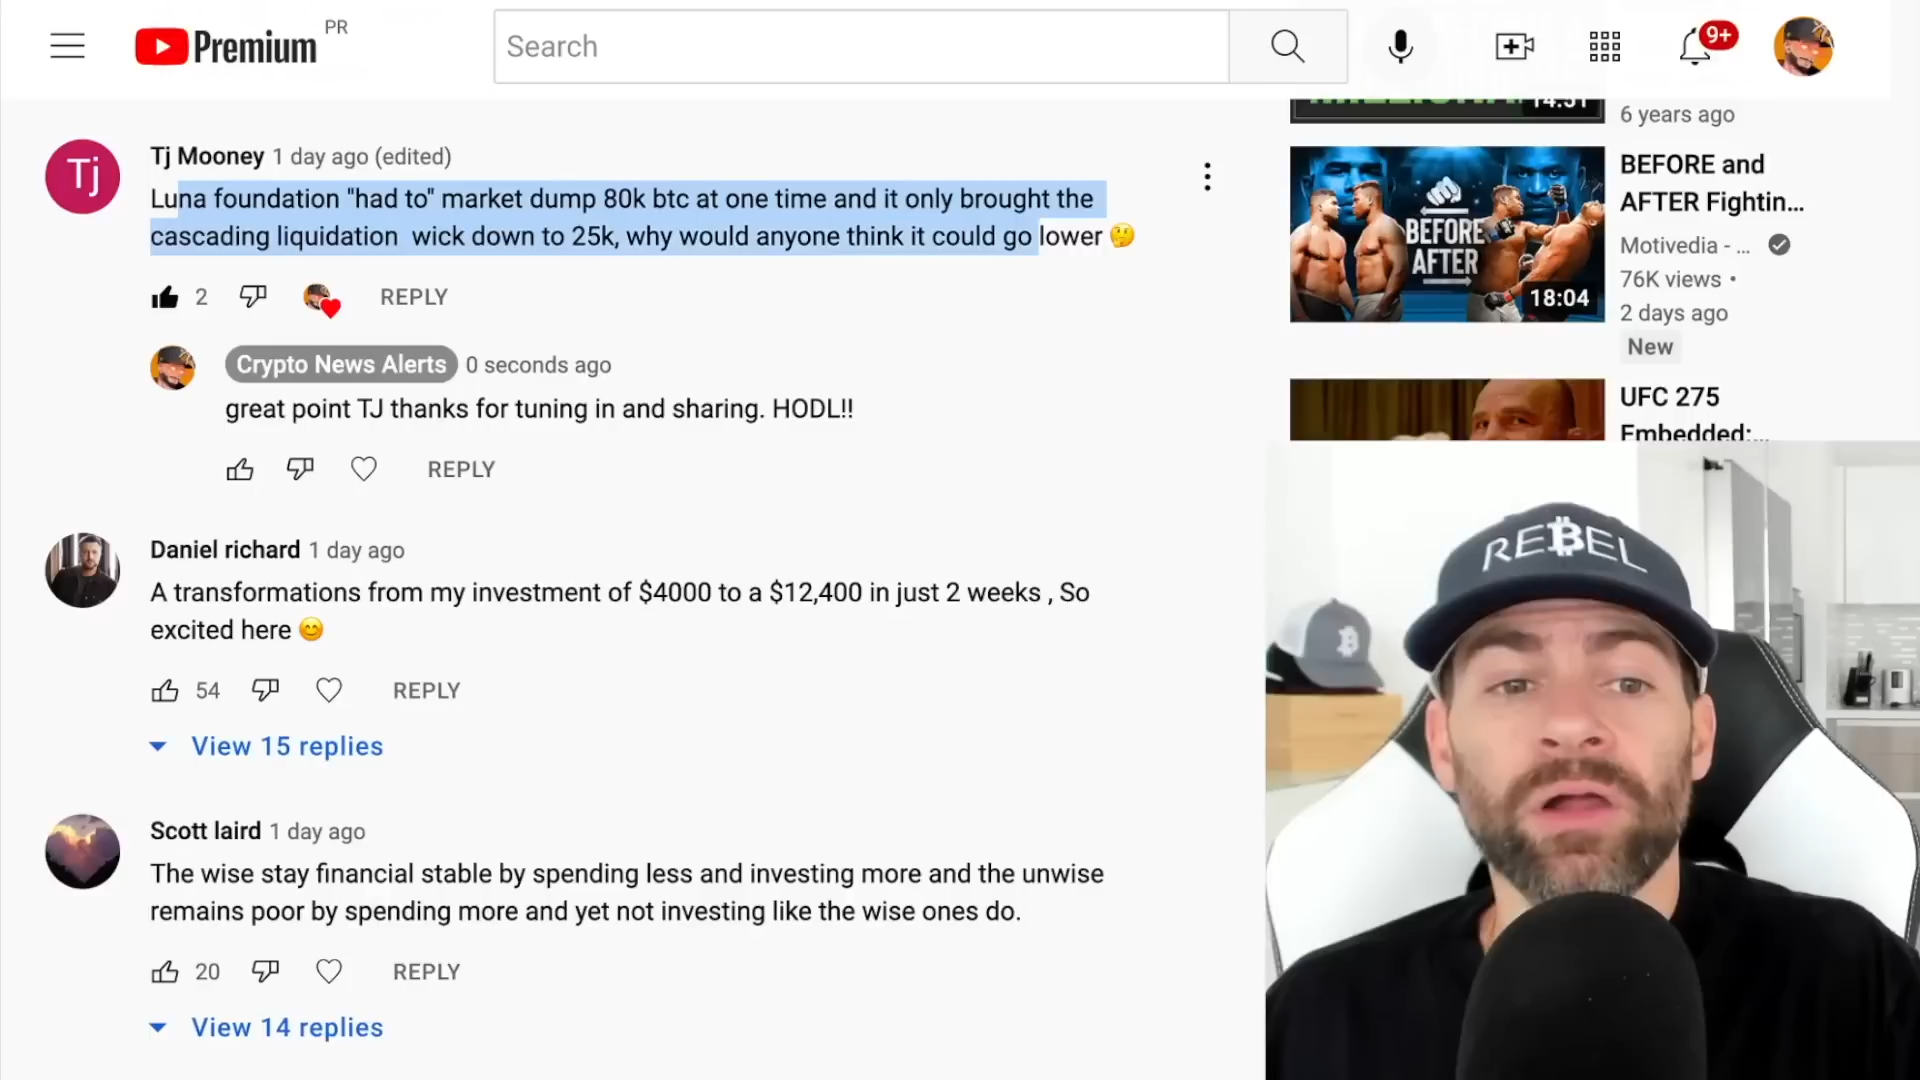 Premium PR
Search
9+
14:51
6 years ago
Tj
Tj Mooney 1 day ago (edited)
Luna foundation "had to" market dump 80k btc at one time and it only brought the
cascading liquidation wick down to 25k, why would anyone think it could go lower 🤔
2
REPLY
Crypto News Alerts 0 seconds ago
great point TJ thanks for tuning in and sharing. HODL!!
REPLY
Daniel richard 1 day ago
A transformations from my investment of $4000 to a $12,400 in just 2 weeks , So
excited here 😊
54
REPLY
View 15 replies
Scott laird 1 day ago
The wise stay financial stable by spending less and investing more and the unwise
remains poor by spending more and yet not investing like the wise ones do.
20
REPLY
View 14 replies
BEFORE
AFTER
18:04
BEFORE and
AFTER Fightin...
Motivedia - ...
76K views •
2 days ago
New
UFC 275
Embedded:...
RE₿EL
₿